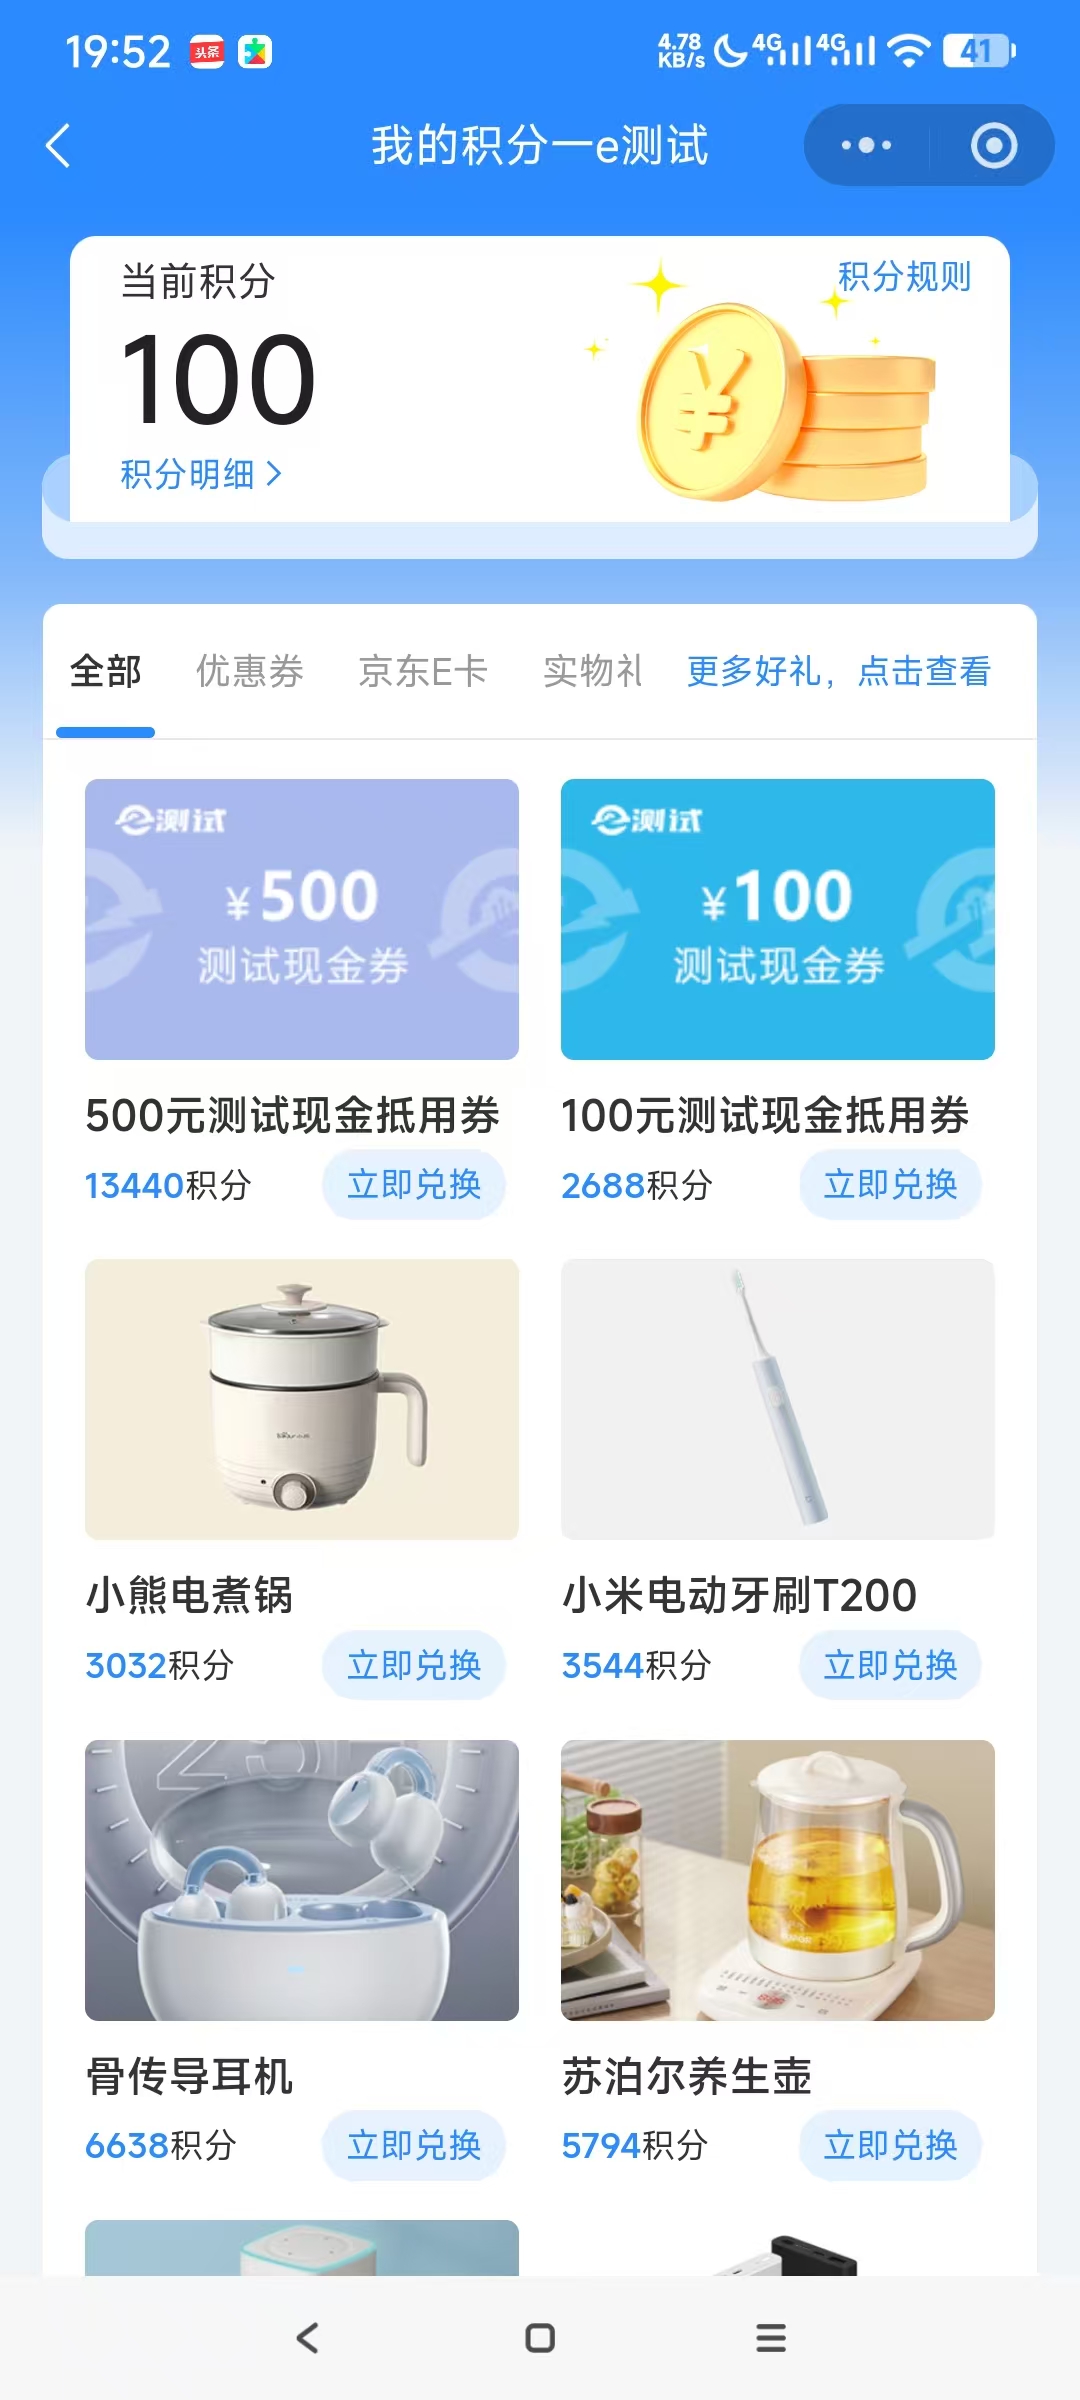 19:52
头条
4.78
KB/s
4G
4G
41
我的积分一e测试
当前积分
积分规则
100
积分明细
全部
优惠券
京东E卡
实物礼
更多好礼，点击查看
e测试
¥500
测试现金券
e测试
¥100
测试现金券
500元测试现金抵用券
13440积分
立即兑换
100元测试现金抵用券
2688积分
立即兑换
小熊电煮锅
3032积分
立即兑换
小米电动牙刷T200
3544积分
立即兑换
骨传导耳机
6638积分
立即兑换
苏泊尔养生壶
5794积分
立即兑换